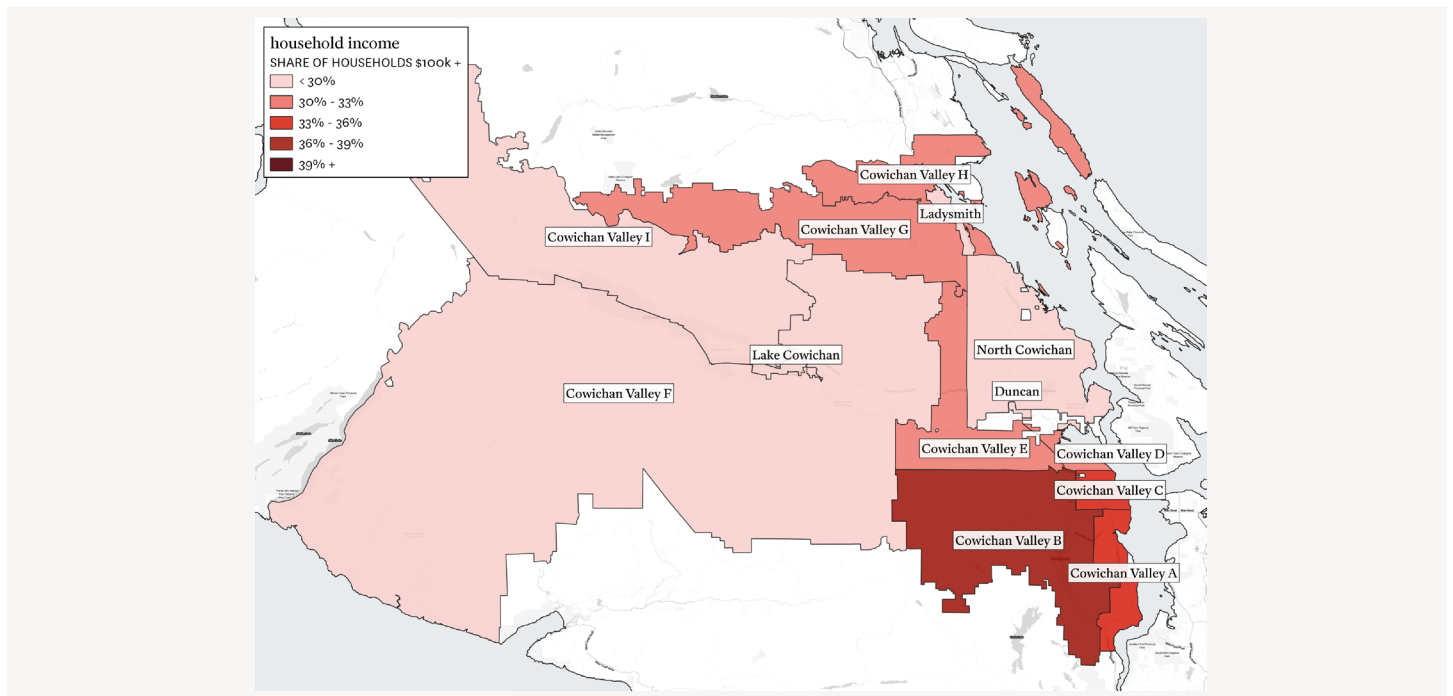 household income
SHARE OF HOUSEHOLDS $100k +
< 30%
30% - 33%
33% - 36%
36% - 39%
39% +
Cowichan Valley H
Ladysmith
Cowichan Valley G
Cowichan Valley I
North Cowichan
Lake Cowichan
Duncan
Cowichan Valley F
Cowichan Valley E
Cowichan Valley D
Cowichan Valley C
Cowichan Valley B
Cowichan Valley A